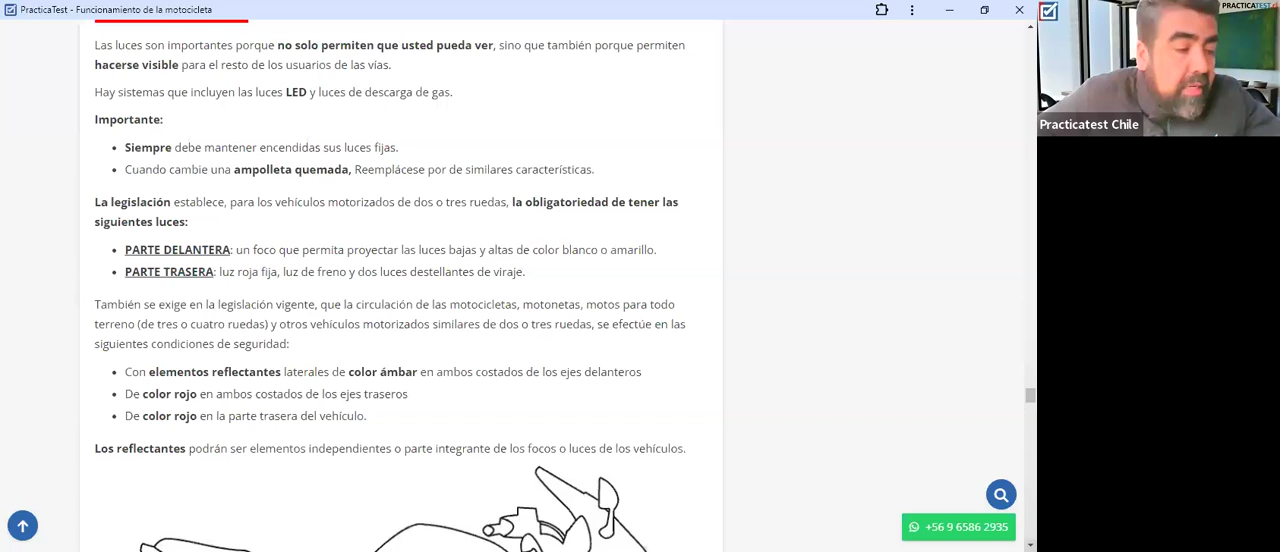 PracticaTest - Funcionamiento de la motocicleta
Las luces son importantes porque no solo permiten que usted pueda ver, sino que también porque permiten
hacerse visible para el resto de los usuarios de las vías.
Hay sistemas que incluyen las luces LED y luces de descarga de gas.
Importante:
Siempre debe mantener encendidas sus luces fijas.
Cuando cambie una ampolleta quemada, Reemplácese por de similares características.
La legislación establece, para los vehículos motorizados de dos o tres ruedas, la obligatoriedad de tener las
siguientes luces:
PARTE DELANTERA: un foco que permita proyectar las luces bajas y altas de color blanco o amarillo.
PARTE TRASERA: luz roja fija, luz de freno y dos luces destellantes de viraje.
También se exige en la legislación vigente, que la circulación de las motocicletas, motonetas, motos para todo
terreno (de tres o cuatro ruedas) y otros vehículos motorizados similares de dos o tres ruedas, se efectúe en las
siguientes condiciones de seguridad:
Con elementos reflectantes laterales de color ámbar en ambos costados de los ejes delanteros
De color rojo en ambos costados de los ejes traseros
De color rojo en la parte trasera del vehículo.
Los reflectantes podrán ser elementos independientes o parte integrante de los focos o luces de los vehículos.
+56 9 6586 2935
PRACTICATEST.cl
Practicatest Chile